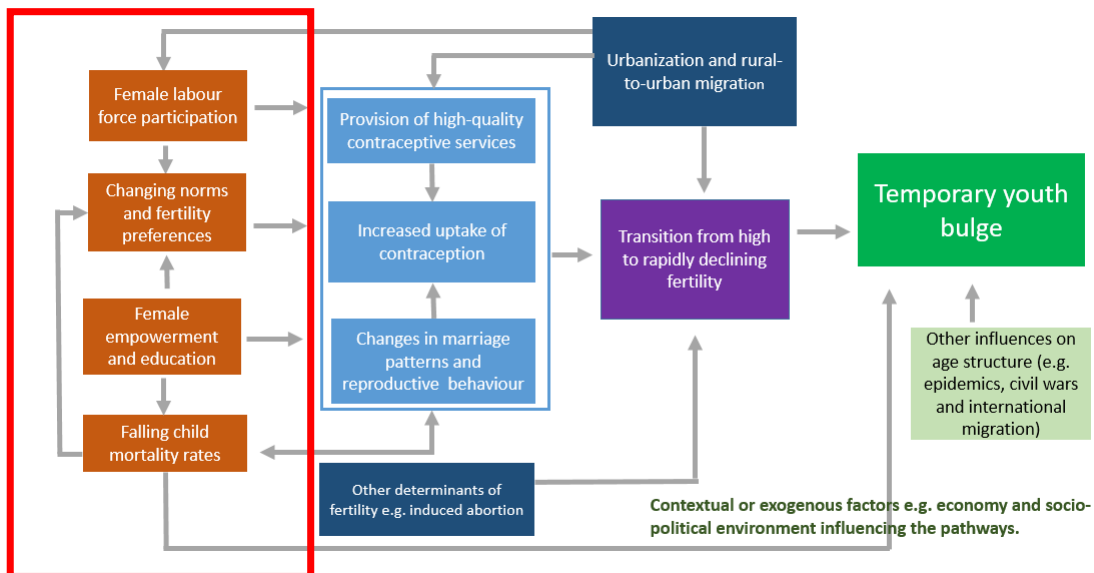 Female labour
force participation
Changing norms
and fertility
preferences
Female
empowerment
and education
Falling child
mortality rates
Provision of high-quality
contraceptive services
Increased uptake of
contraception
Changes in marriage
patterns and
reproductive behaviour
Other determinants of
fertility e.g. induced abortion
Urbanization and rural-
to-urban migration
Transition from high
to rapidly declining
fertility
Temporary youth
bulge
Other influences on
age structure (e.g.
epidemics, civil wars
and international
migration)
Contextual or exogenous factors e.g. economy and socio-
political environment influencing the pathways.